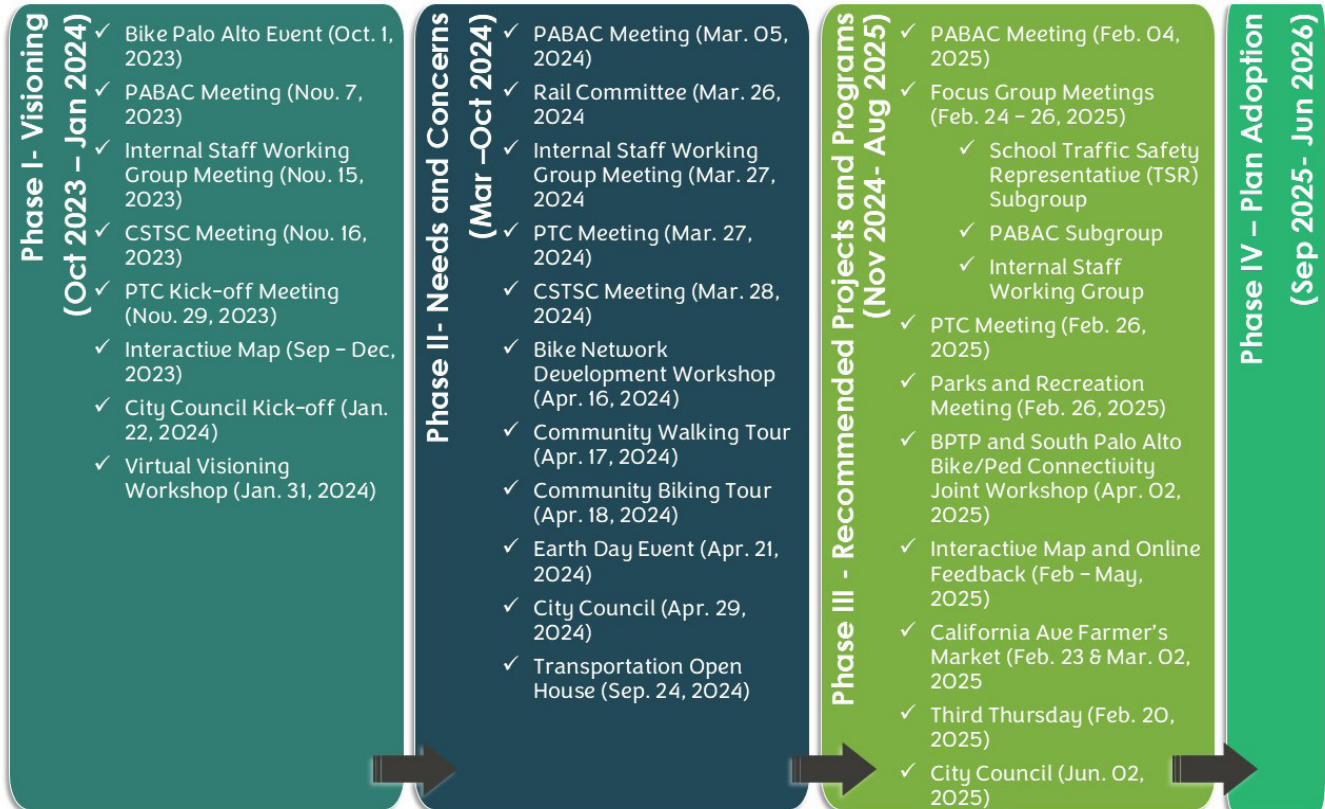 Phase I- Visioning
(Oct 2023 – Jan 2024)
✓ Bike Palo Alto Event (Oct. 1,
2023)
✓ PABAC Meeting (Nov. 7,
2023)
✓ Internal Staff Working
Group Meeting (Nov. 15,
2023)
✓ CSTSC Meeting (Nov. 16,
2023)
✓ PTC Kick-off Meeting
(Nov. 29, 2023)
✓ Interactive Map (Sep – Dec,
2023)
✓ City Council Kick-off (Jan.
22, 2024)
✓ Virtual Visioning
Workshop (Jan. 31, 2024)
Phase II- Needs and Concerns
(Mar –Oct 2024)
✓ PABAC Meeting (Mar. 05,
2024)
✓ Rail Committee (Mar. 26,
2024
✓ Internal Staff Working
Group Meeting (Mar. 27,
2024
✓ PTC Meeting (Mar. 27,
2024)
✓ CSTSC Meeting (Mar. 28,
2024)
✓ Bike Network
Development Workshop
(Apr. 16, 2024)
✓ Community Walking Tour
(Apr. 17, 2024)
✓ Community Biking Tour
(Apr. 18, 2024)
✓ Earth Day Event (Apr. 21,
2024)
✓ City Council (Apr. 29,
2024)
✓ Transportation Open
House (Sep. 24, 2024)
Phase III - Recommended Projects and Programs
(Nov 2024- Aug 2025)
✓ PABAC Meeting (Feb. 04,
2025)
✓ Focus Group Meetings
(Feb. 24 – 26, 2025)
✓ School Traffic Safety
Representative (TSR)
Subgroup
✓ PABAC Subgroup
✓ Internal Staff
Working Group
✓ PTC Meeting (Feb. 26,
2025)
✓ Parks and Recreation
Meeting (Feb. 26, 2025)
✓ BPTP and South Palo Alto
Bike/Ped Connectivity
Joint Workshop (Apr. 02,
2025)
✓ Interactive Map and Online
Feedback (Feb – May,
2025)
✓ California Ave Farmer's
Market (Feb. 23 & Mar. 02,
2025
✓ Third Thursday (Feb. 20,
2025)
✓ City Council (Jun. 02,
2025)
Phase IV – Plan Adoption
(Sep 2025- Jun 2026)